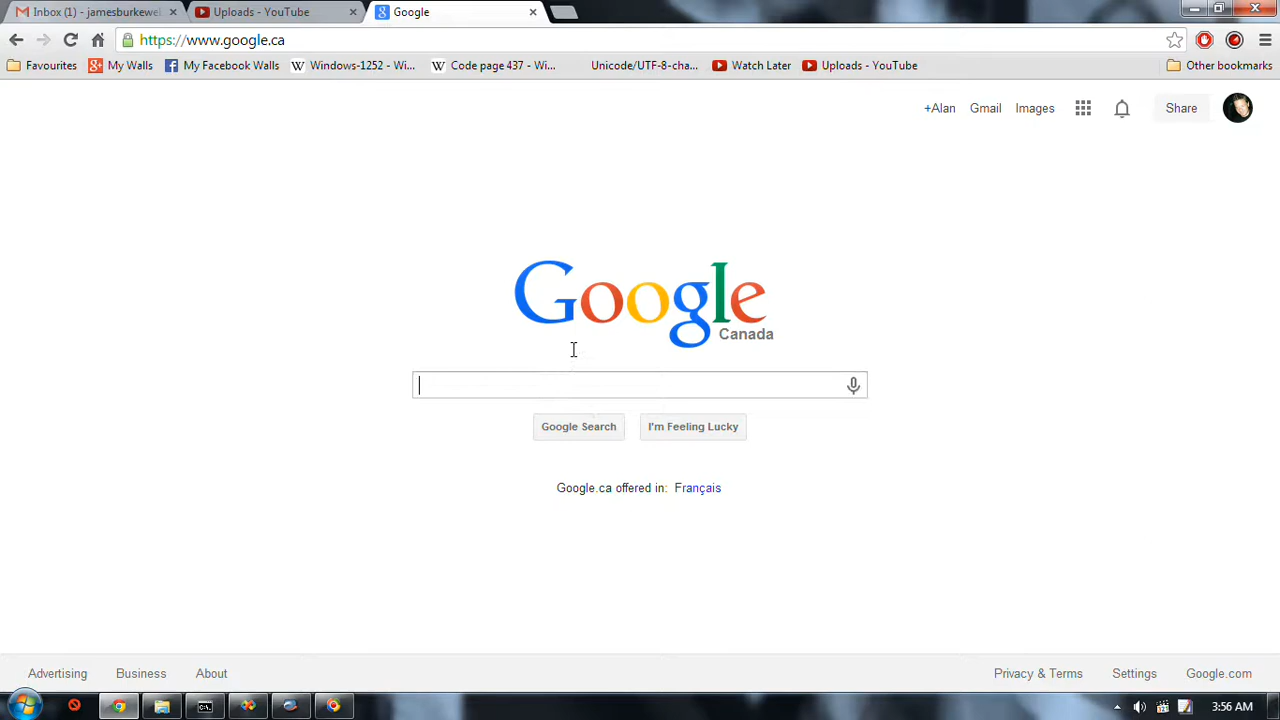 Inbox (1) - jamesburkewel
Uploads - YouTube
Google
https://www.google.ca
Favourites
My Walls
My Facebook Walls
Windows-1252 - Wi...
Code page 437 - Wi...
Unicode/UTF-8-cha...
Watch Later
Uploads - YouTube
Other bookmarks
+Alan
Gmail
Images
Share
Google
Canada
Google Search
I'm Feeling Lucky
Google.ca offered in: Français
Advertising
Business
About
Privacy & Terms
Settings
Google.com
3:56 AM